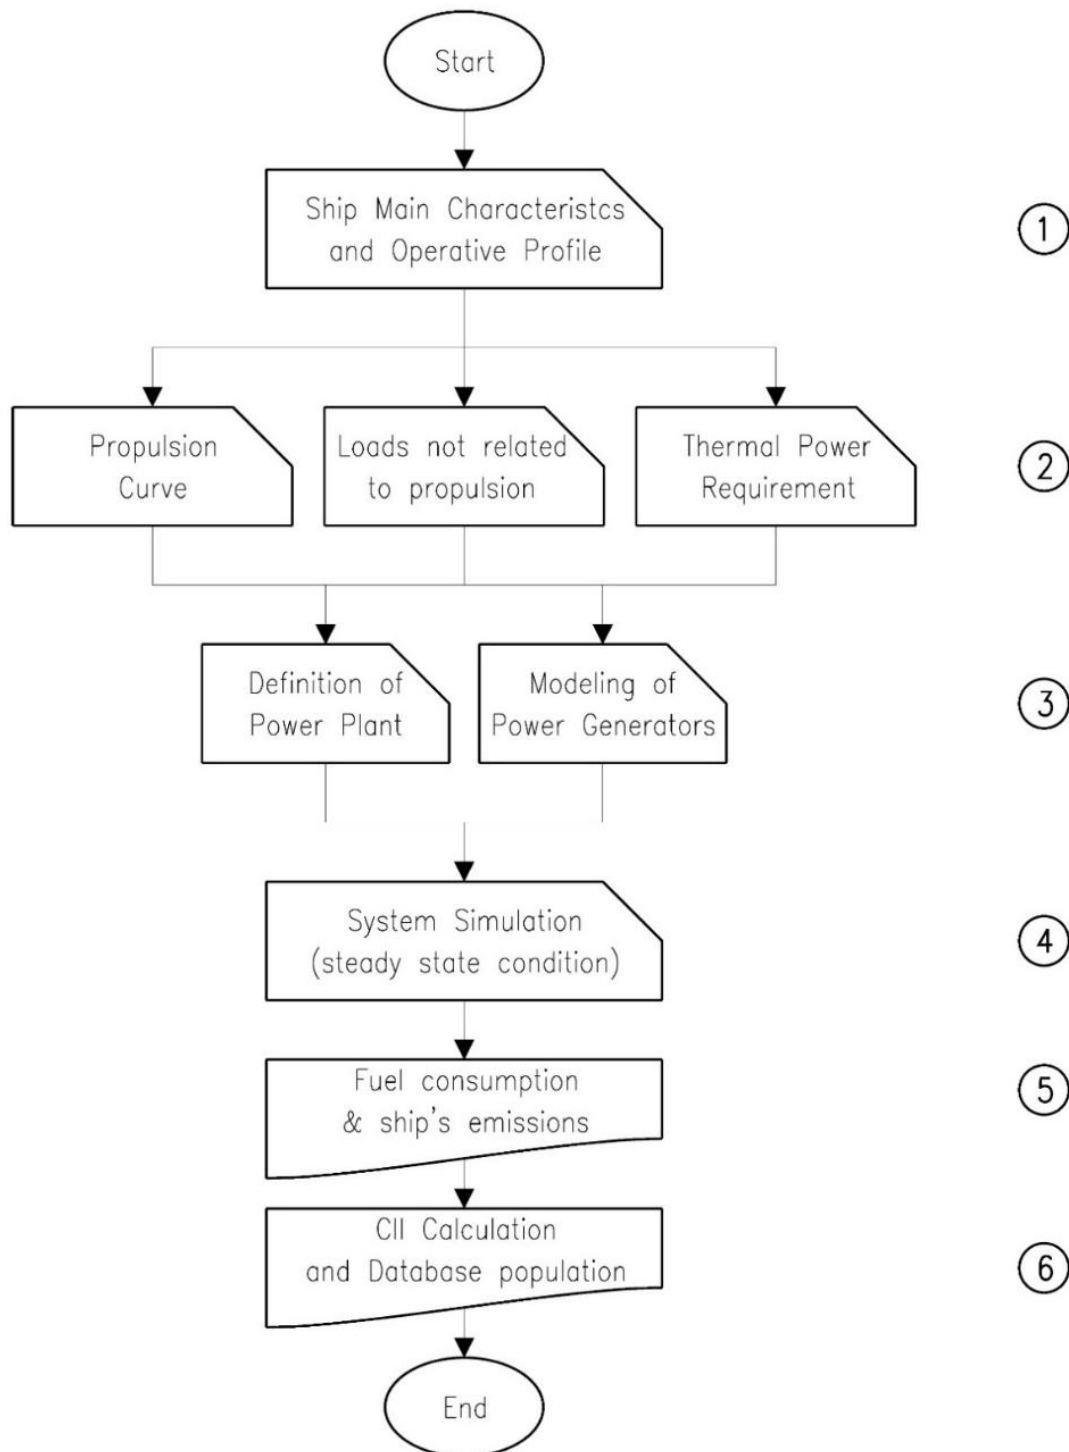 Start
Ship Main Characteristcs
and Operative Profile
1
Propulsion
Curve
Loads not related
to propulsion
Thermal Power
Requirement
2
Definition of
Power Plant
Modeling of
Power Generators
3
System Simulation
(steady state condition)
4
Fuel consumption
& ship's emissions
5
CII Calculation
and Database population
6
End